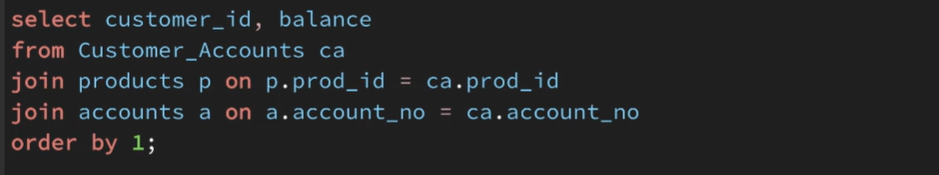 select customer_id, balance
from Customer_Accounts ca
join products p on p.prod_id = ca.prod_id
join accounts a on a.account_no = ca.account_no
order by 1;